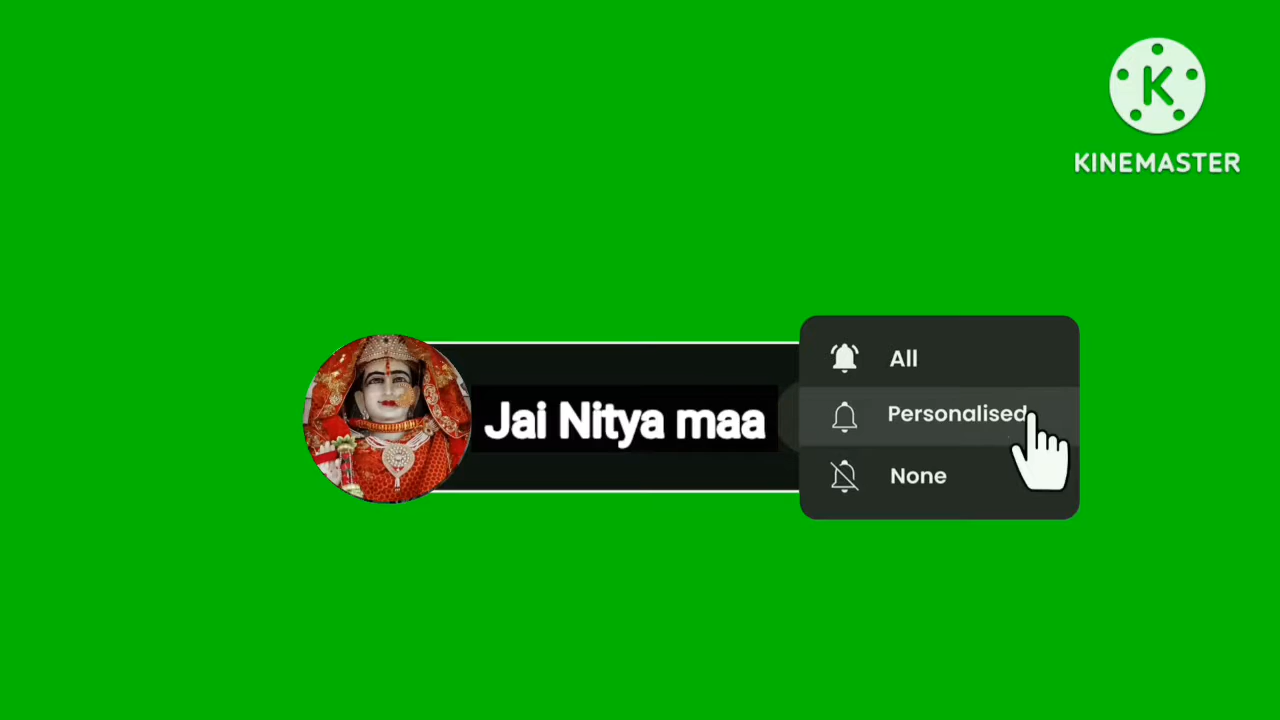 K
KINEMASTER
All
Jai Nitya maa
Personalised
None